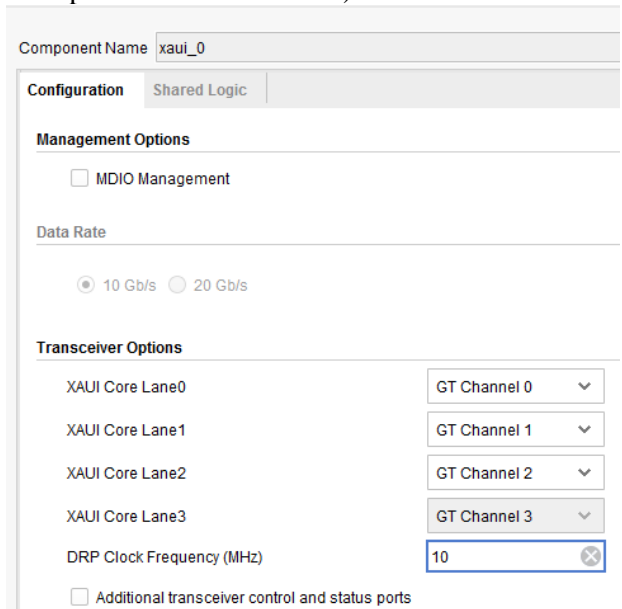 Component Name xaui_0
Configuration Shared Logic
Management Options
MDIO Management
Data Rate
10 Gb/s 20 Gb/s
Transceiver Options
XAUI Core Lane0 GT Channel 0
XAUI Core Lane1 GT Channel 1
XAUI Core Lane2 GT Channel 2
XAUI Core Lane3 GT Channel 3
DRP Clock Frequency (MHz) 10
Additional transceiver control and status ports